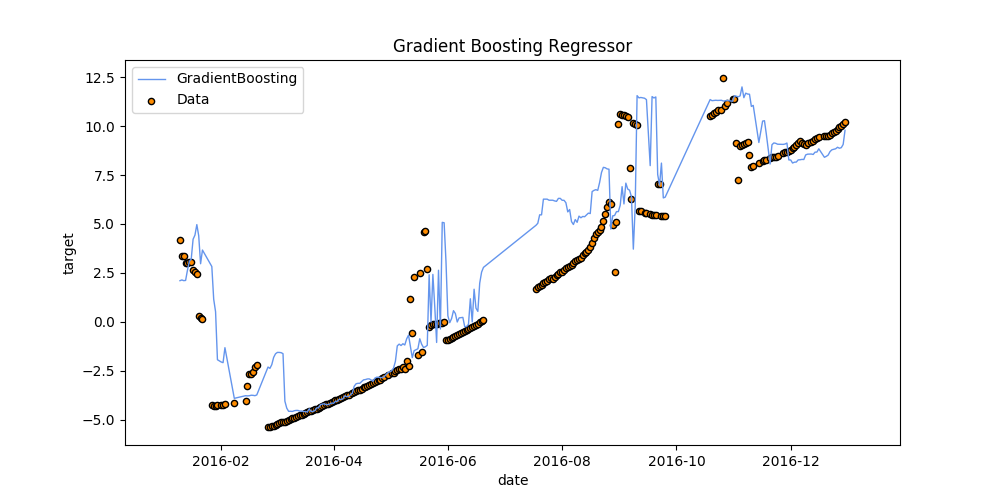 Gradient Boosting Regressor
GradientBoosting
Data
12.5
10.0
7.5
5.0
2.5
0.0
−2.5
−5.0
target
2016-02 2016-04 2016-06 2016-08 2016-10 2016-12
date